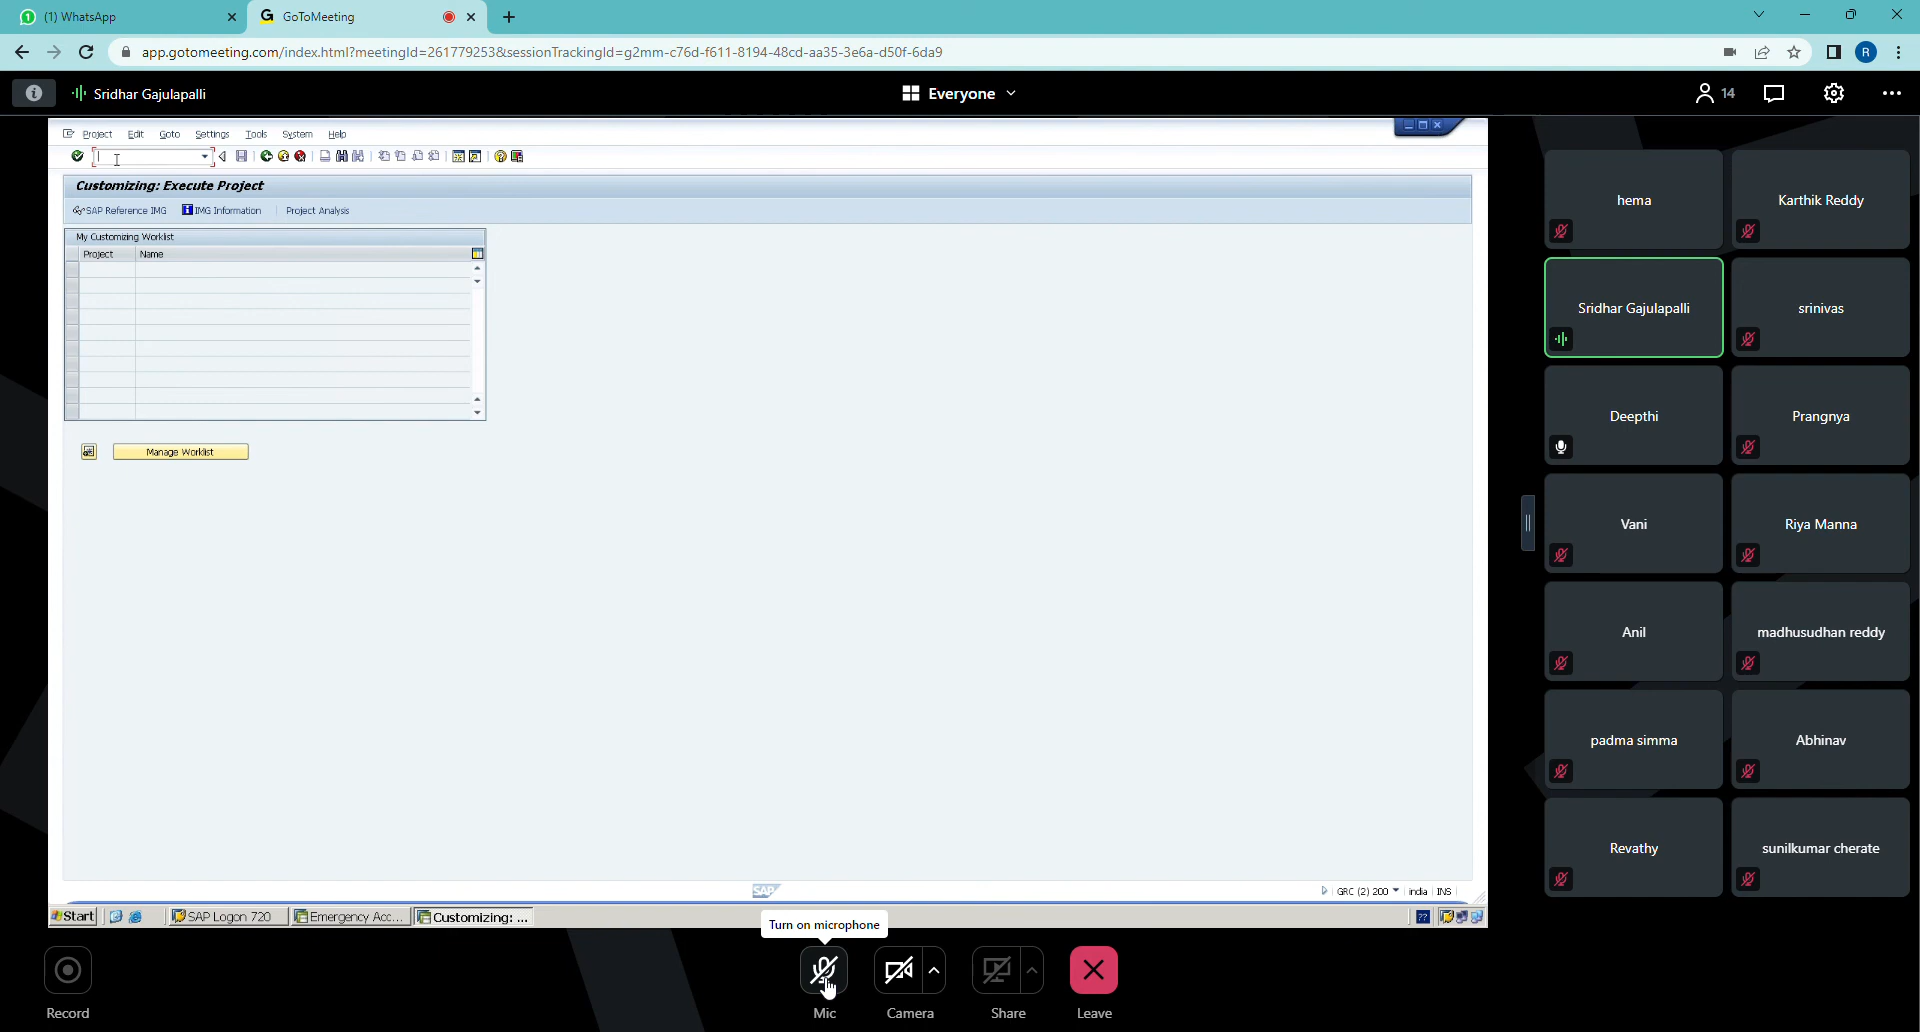 (1) WhatsApp
GoToMeeting
app.gotomeeting.com/index.html?meetingId=261779253&sessionTrackingId=g2mm-c76d-f611-8194-48cd-aa35-3e6a-d50f-6da9
R
Sridhar Gajulapalli
Everyone
14
Project Edit Goto Settings Tools System Help
Customizing: Execute Project
SAP Reference IMG IMG Information Project Analysis
My Customizing Worklist
Project Name
Manage Worklist
SAP
GRC (2) 200 india INS
Start SAP Logon 720 Emergency Acc... Customizing: ...
??
hema
Karthik Reddy
Sridhar Gajulapalli
srinivas
Deepthi
Prangnya
Vani
Riya Manna
Anil
madhusudhan reddy
padma simma
Abhinav
Revathy
sunilkumar cherate
Turn on microphone
Record
Mic
Camera
Share
Leave